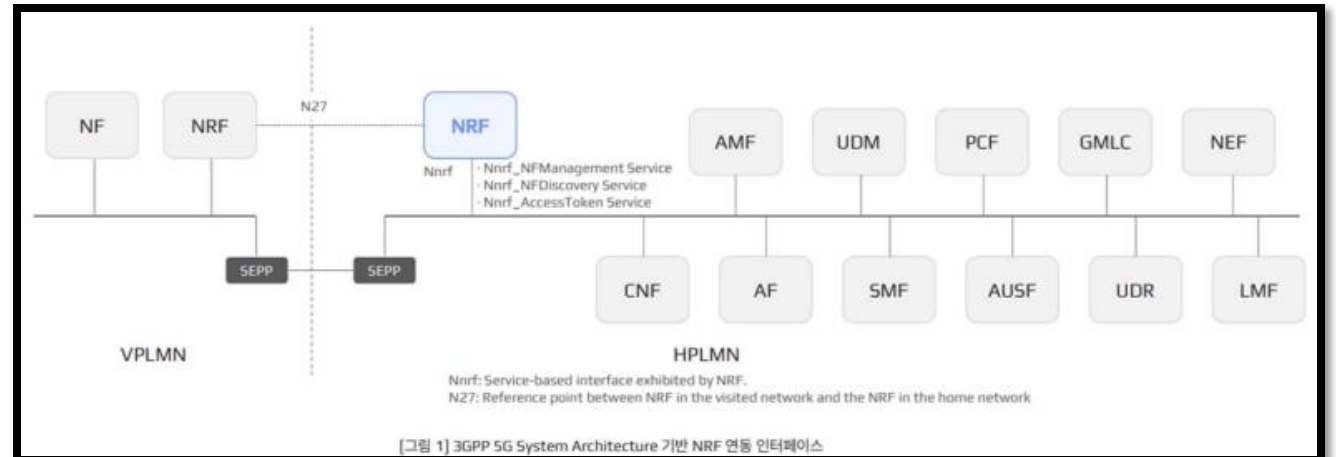 N27
NF
NRF
NRF
AMF
UDM
PCF
GMLC
NEF
Nnrf
· Nnrf_NFManagement Service
· Nnrf_NFDiscovery Service
· Nnrf_AccessToken Service
SEPP
SEPP
CNF
AF
SMF
AUSF
UDR
LMF
VPLMN
HPLMN
Nnrf: Service-based interface exhibited by NRF.
N27: Reference point between NRF in the visited network and the NRF in the home network
[그림 1] 3GPP 5G System Architecture 기반 NRF 연동 인터페이스